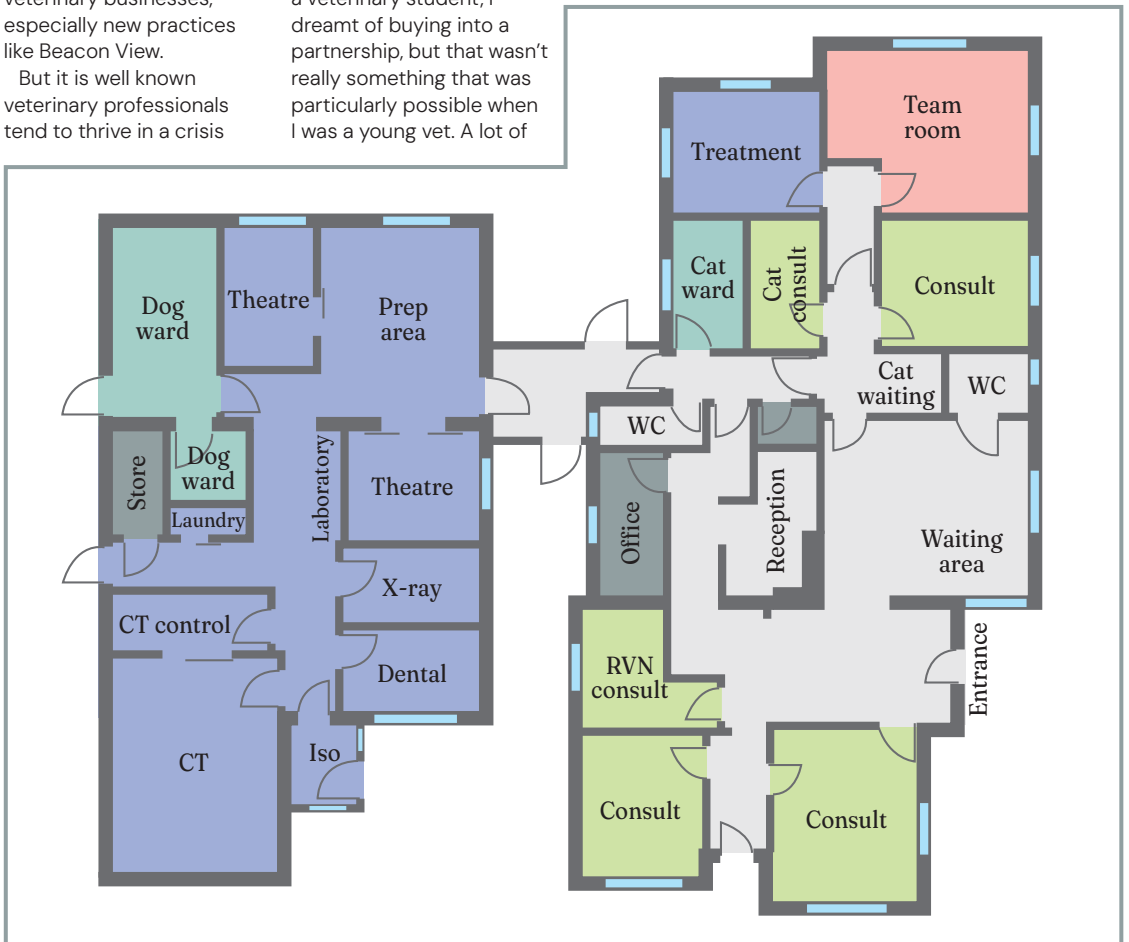 veterinary businesses,
especially new practices
like Beacon View.
But it is well known
veterinary professionals
tend to thrive in a crisis
a veterinary student, I
dreamt of buying into a
partnership, but that wasn't
really something that was
particularly possible when
I was a young vet. A lot of
Team
room
Treatment
Cat
ward
Cat
consult
Consult
Dog
ward
Theatre
Prep
area
Cat
waiting
WC
WC
Store
Dog
ward
Laundry
Laboratory
Theatre
Office
Reception
Waiting
area
X-ray
CT control
Dental
RVN
consult
Entrance
CT
Iso
Consult
Consult